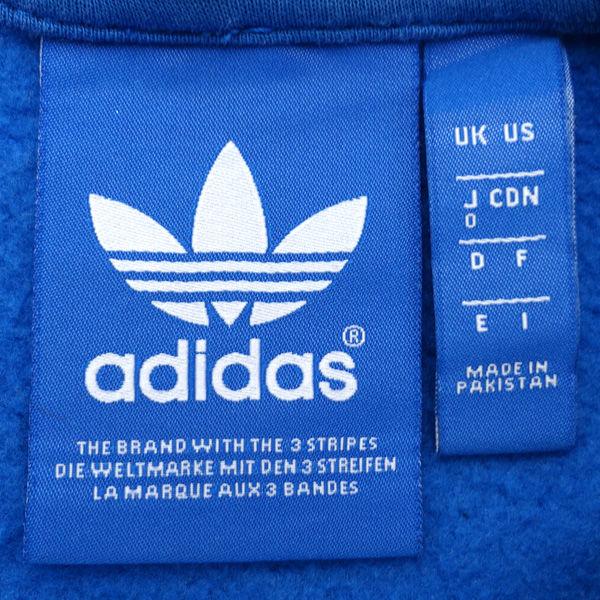 adidas®
THE BRAND WITH THE 3 STRIPES
DIE WELTMARKE MIT DEN 3 STREIFEN
LA MARQUE AUX 3 BANDES
UK US
J CDN
O
D F
E I
MADE IN
PAKISTAN